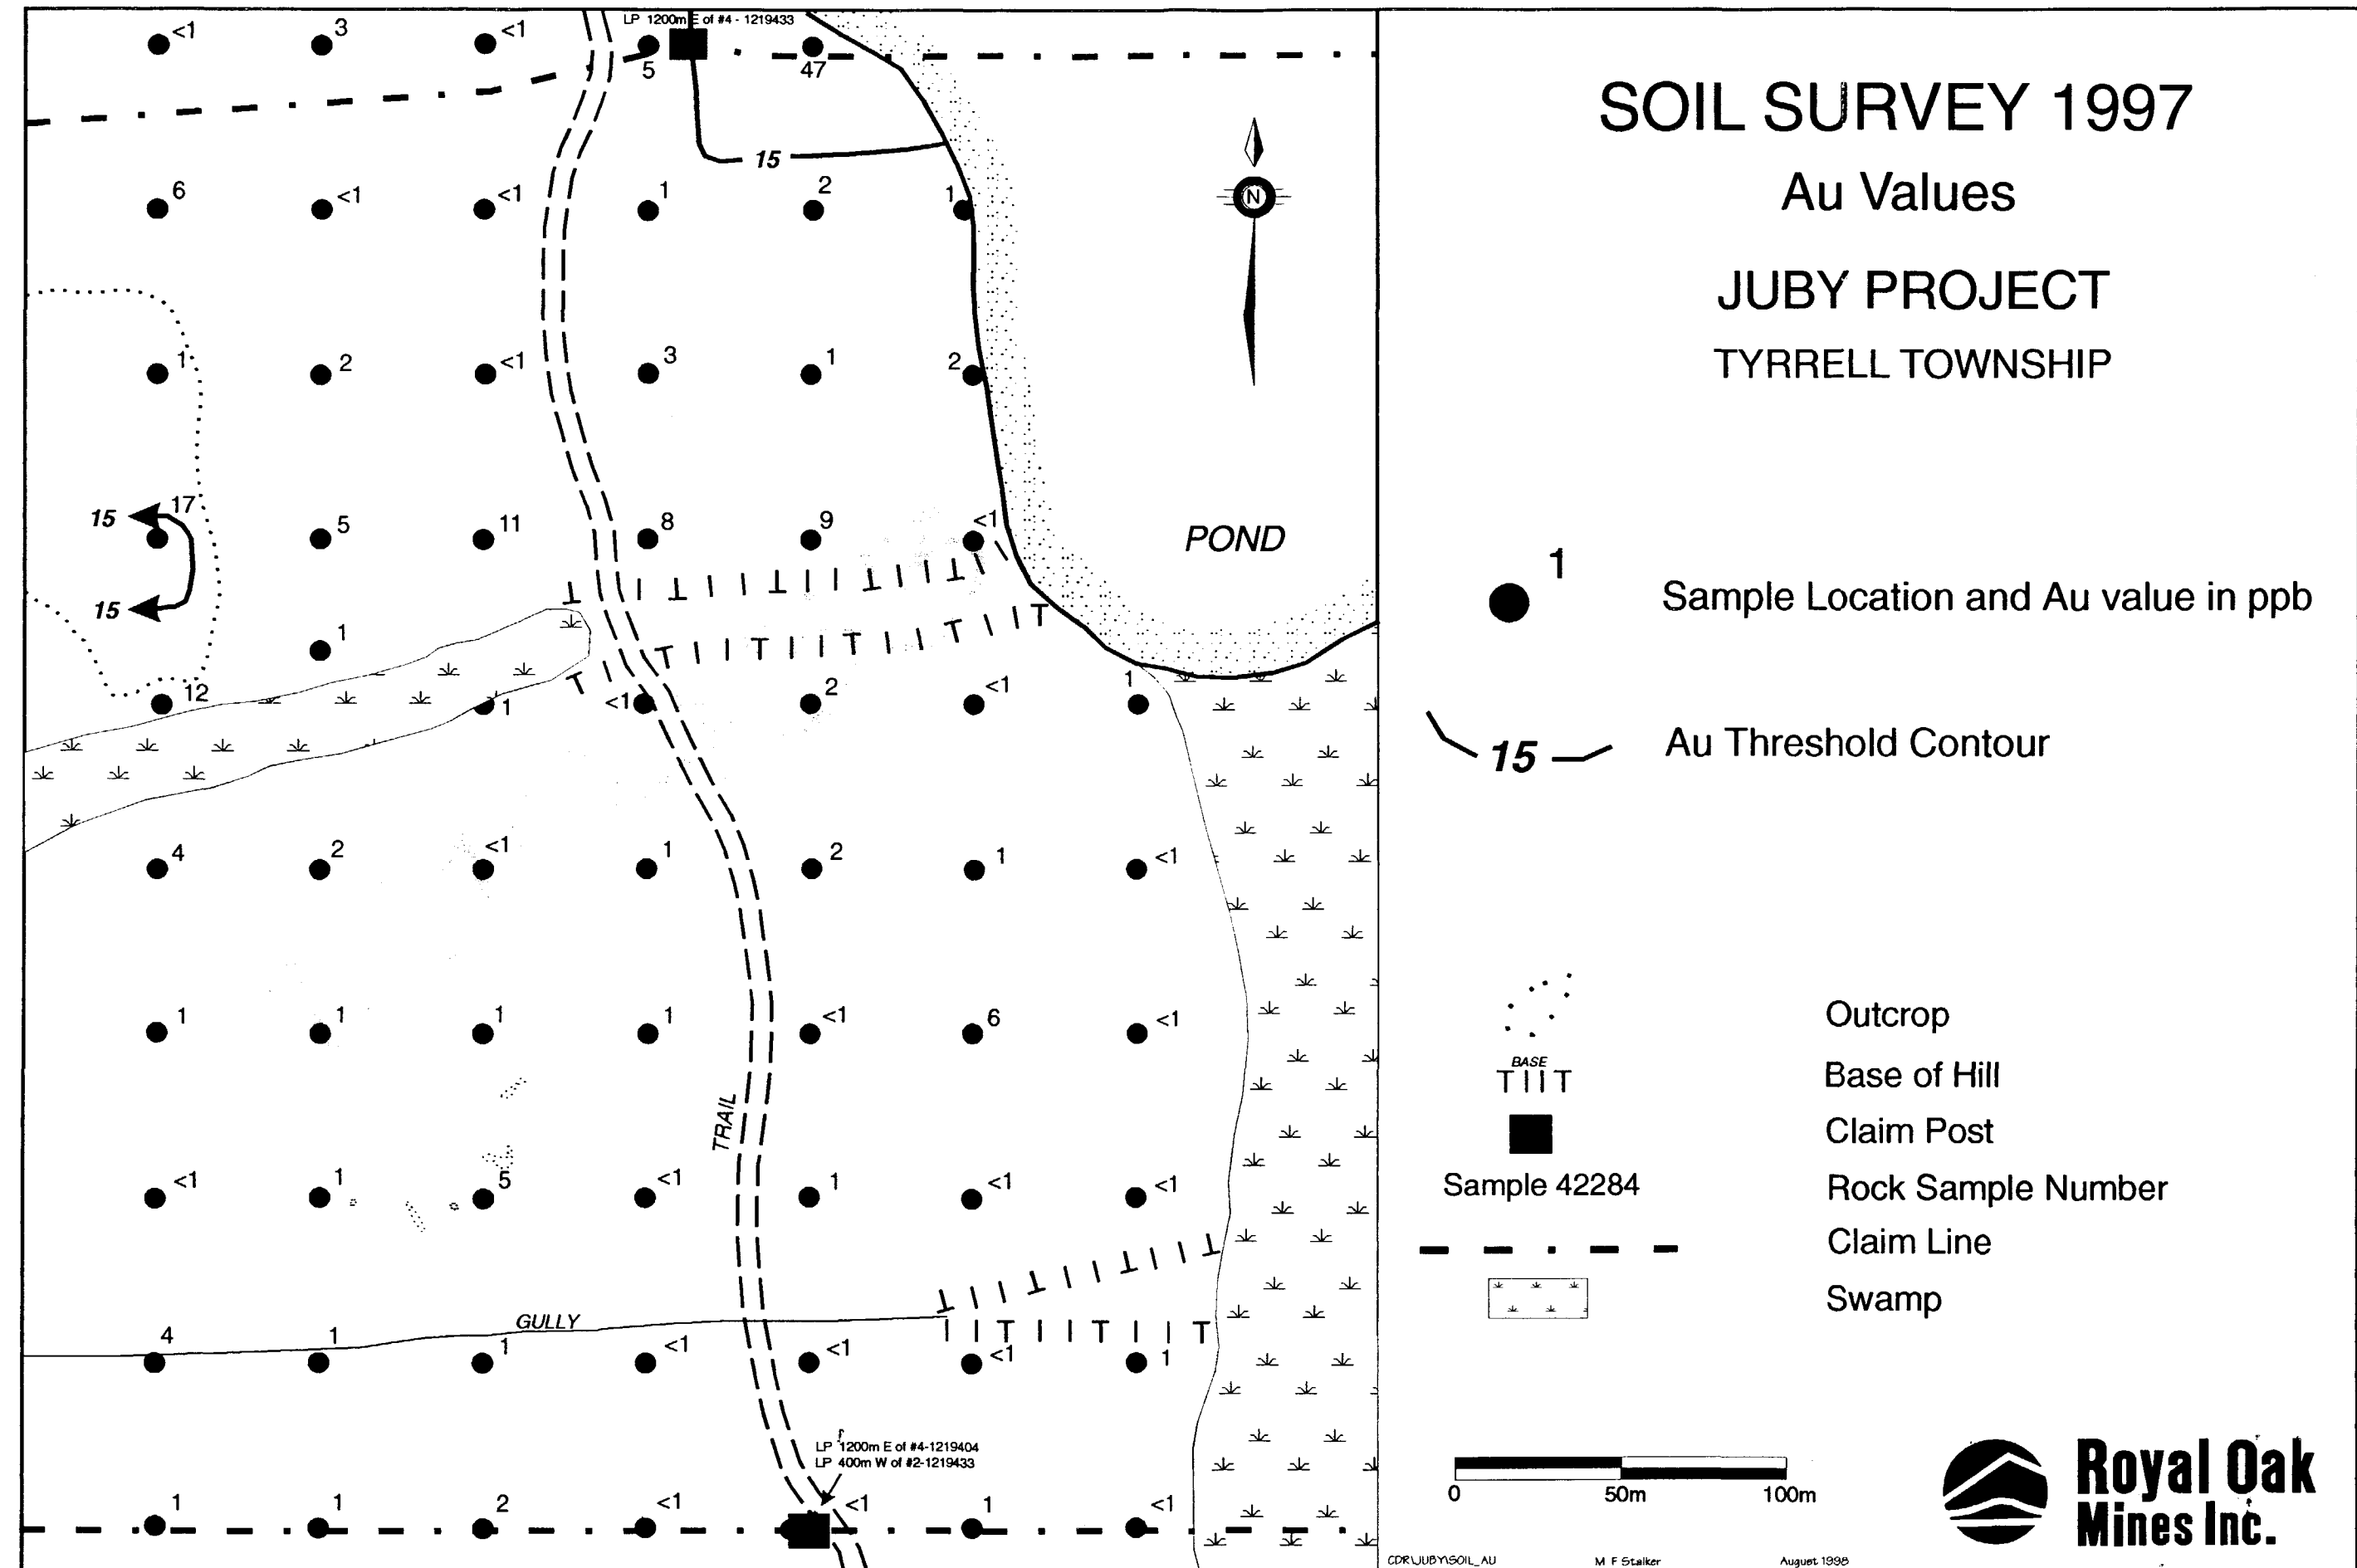 LP 1200m E of #4 - 1219433
<1 3 <1 5 47
15
6 <1 <1 1 2 1
1 2 <1 3 1 2
15 17 5 11 8 9 <1
15
1
12 1 <1 2 <1 1
4 2 <1 1 2 1 <1
1 1 1 1 <1 6 <1
TRAIL
<1 1 5 <1 1 <1 <1
GULLY
4 1 1 <1 <1 <1 1
LP 1200m E of #4-1219404
LP 400m W of #2-1219433
1 1 2 <1 <1 1 <1
N
POND
SOIL SURVEY 1997
Au Values
JUBY PROJECT
TYRRELL TOWNSHIP
1
Sample Location and Au value in ppb
15 Au Threshold Contour
Outcrop
BASE
Base of Hill
Claim Post
Sample 42284 Rock Sample Number
Claim Line
Swamp
0 50m 100m
Royal Oak
Mines Inc.
CDR\JUBY\SOIL_AU M F Stalker August 1998